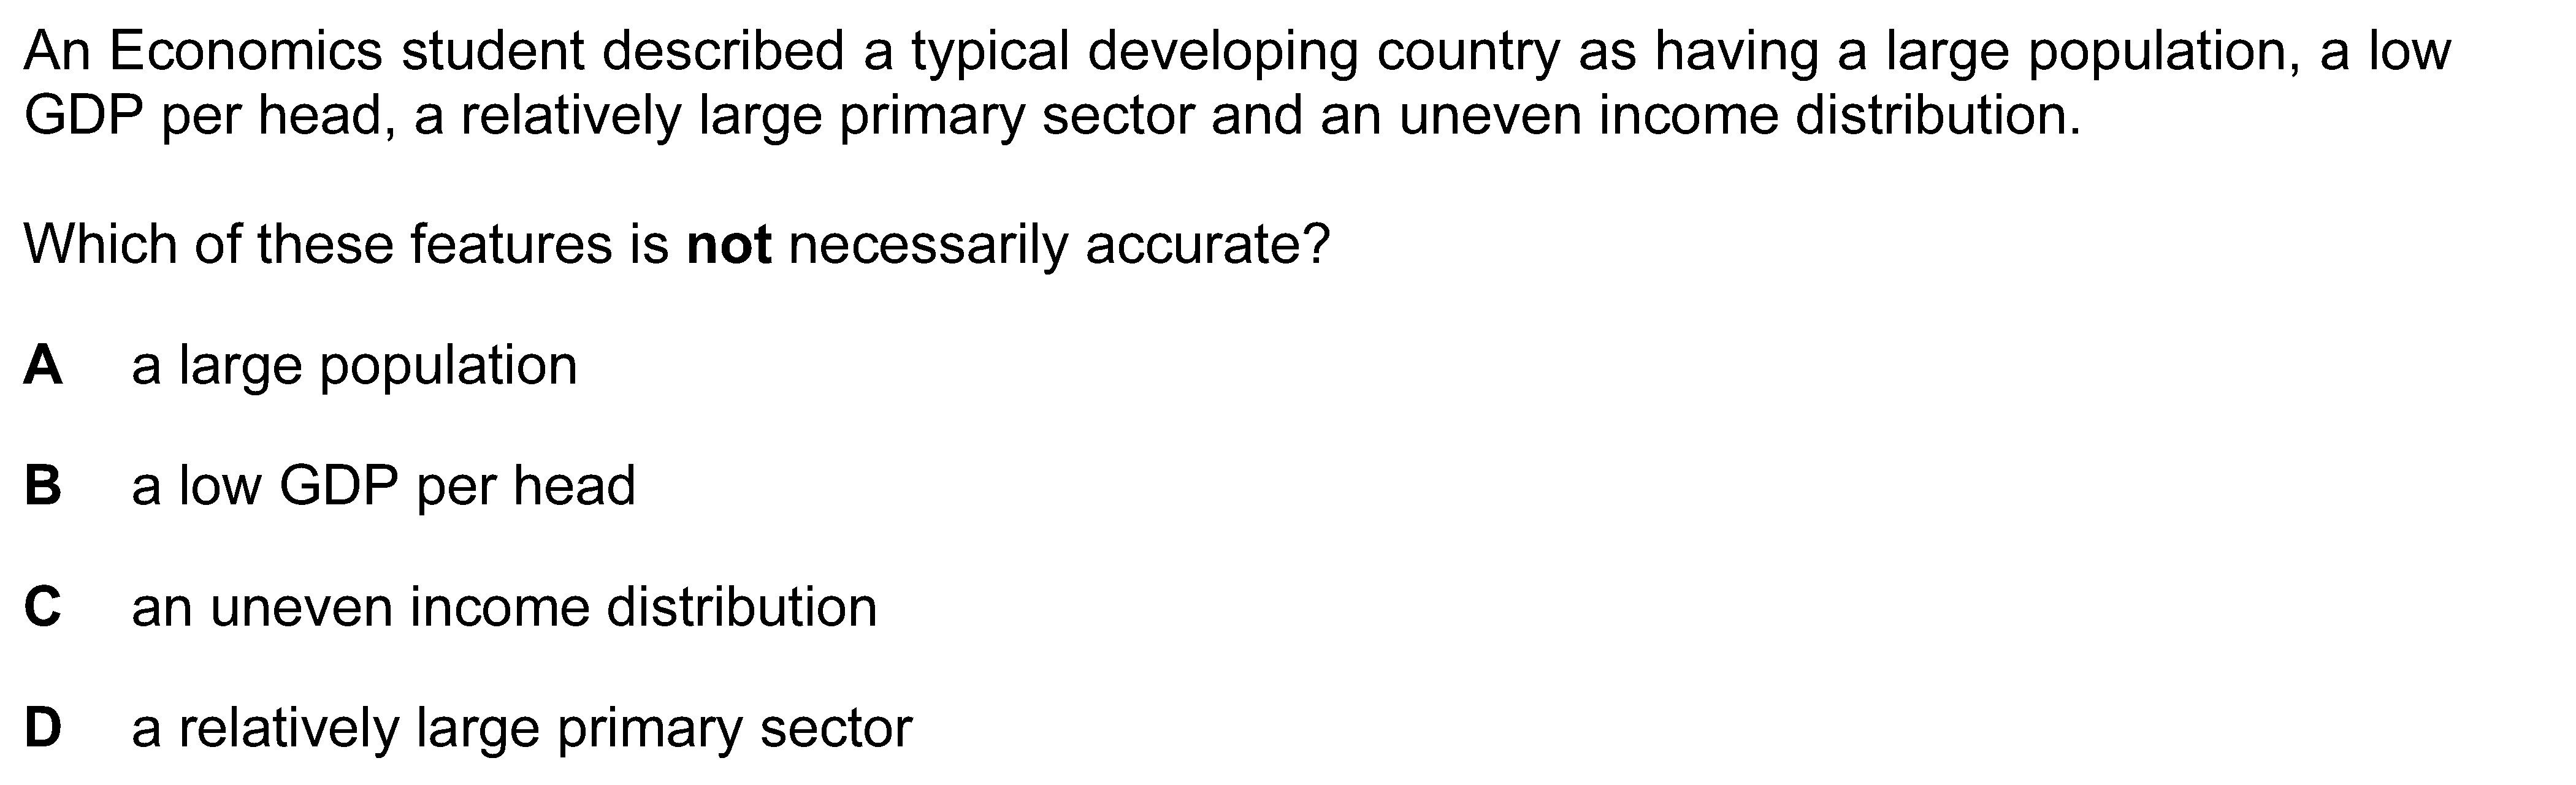 An Economics student described a typical developing country as having a large population, a low
GDP per head, a relatively large primary sector and an uneven income distribution.
Which of these features is not necessarily accurate?
A a large population
B a low GDP per head
C an uneven income distribution
D a relatively large primary sector